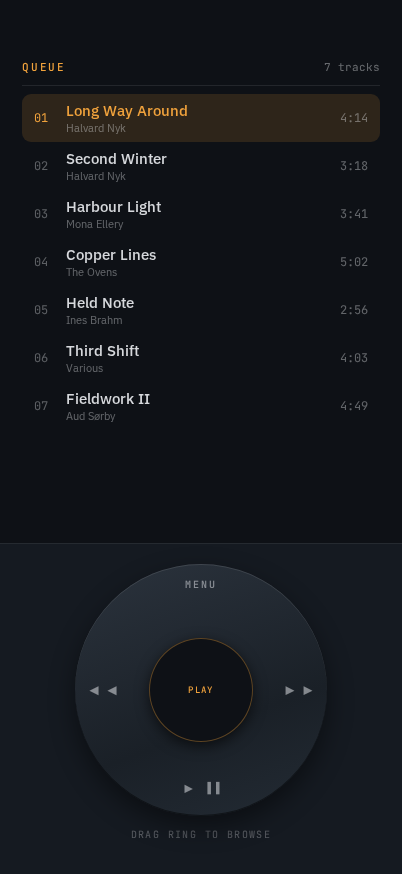 QUEUE 7 tracks
01 Long Way Around 4:14
Halvard Nyk
02 Second Winter 3:18
Halvard Nyk
03 Harbour Light 3:41
Mona Ellery
04 Copper Lines 5:02
The Ovens
05 Held Note 2:56
Ines Brahm
06 Third Shift 4:03
Various
07 Fieldwork II 4:49
Aud Sørby
MENU
PLAY
DRAG RING TO BROWSE